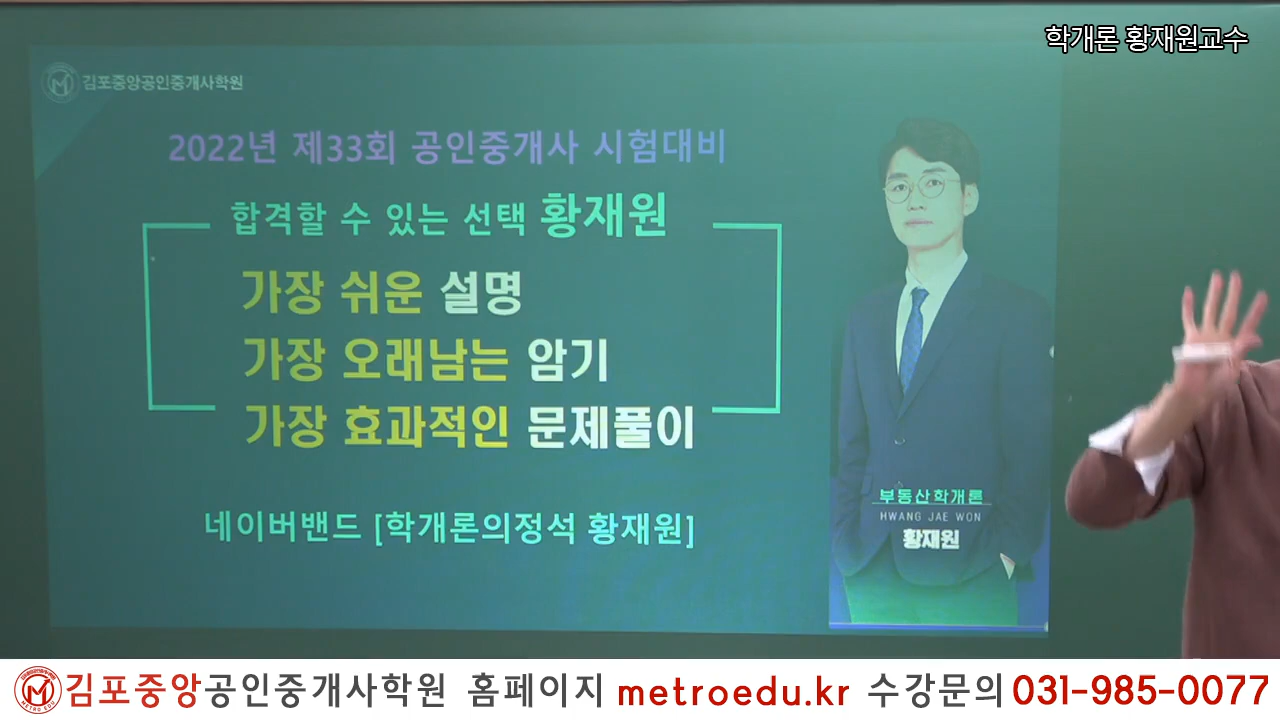 학개론 황재원교수
김포중앙공인중개사학원
2022년 제33회 공인중개사 시험대비
합격할 수 있는 선택 황재원
가장 쉬운 설명
가장 오래남는 암기
가장 효과적인 문제풀이
네이버밴드 [학개론의정석 황재원]
부동산학개론
HWANG JAE WON
황재원
김포중앙공인중개사학원 홈페이지 metroedu.kr 수강문의 031-985-0077